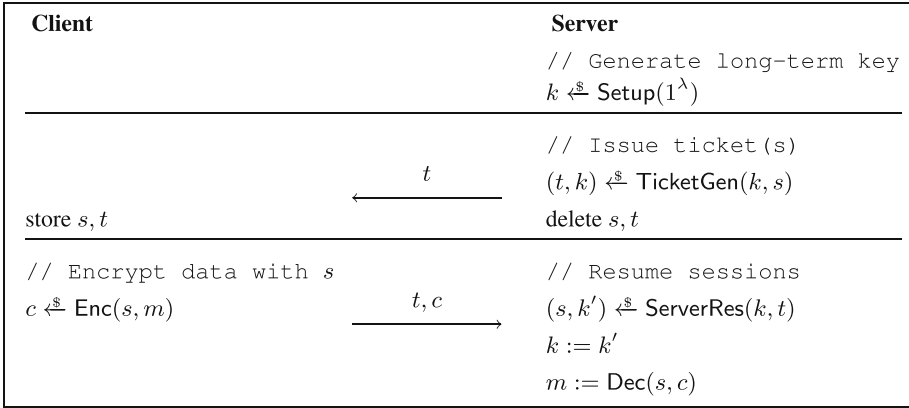 Client Server
// Generate long-term key
k ←$ Setup(1^λ)
// Issue ticket(s)
t
(t, k) ←$ TicketGen(k, s)
store s, t delete s, t
// Encrypt data with s // Resume sessions
c ←$ Enc(s, m) t, c (s, k′) ←$ ServerRes(k, t)
k := k′
m := Dec(s, c)